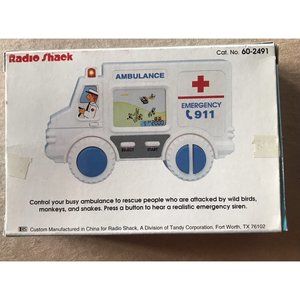 Radio Shack
Cat. No. 60-2491
AMBULANCE
EMERGENCY
911
SELECT START
Control your busy ambulance to rescue people who are attacked by wild birds,
monkeys, and snakes. Press a button to hear a realistic emergency siren.
Custom Manufactured in China for Radio Shack, A Division of Tandy Corporation, Fort Worth, TX 76102